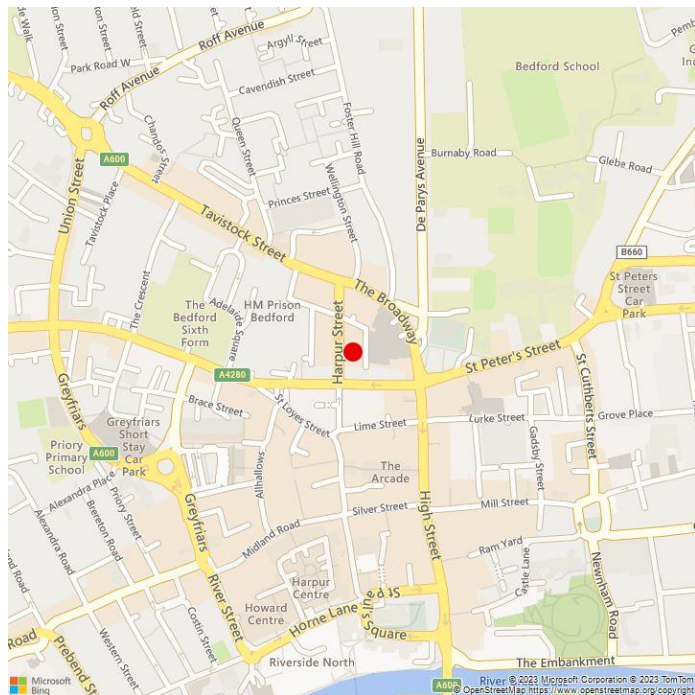 Roff Avenue
Argyll Street
Park Road W
Roff Avenue
Cavendish Street
Bedford School
Foster Hill Road
Queen Street
Chandos Street
De Parys Avenue
Burnaby Road
Glebe Road
A600
Union Street
Tavistock Place
Princes Street
Wellington Street
Tavistock Street
B660
St Peters
Street
Car
Park
The Crescent
The
Bedford
Sixth
Form
Adelaide Square
HM Prison
Bedford
The Broadway
Harpur Street
St Peter's Street
A4280
Greyfriars
Brace Street
St Loyes Street
Lime Street
Lurke Street
Grove Place
St Cuthberts Street
Gadsby Street
Greyfriars
Short
Stay
Car
Park
Priory
Primary
School
A600
Alexandra Place
Priory Street
Allhallows
The
Arcade
High Street
Silver Street
Mill Street
Alexandra Road
Brereton Road
Greyfriars
Midland Road
Ram Yard
Castle Lane
Newnham Road
River Street
Harpur
Centre
Howard
Centre
Horne Lane
St Paul's
Square
Costin Street
Western Street
Road
Prebend St
Riverside North
The Embankment
A600
Microsoft
Bing
© 2023 Microsoft Corporation © 2023 TomTom
© OpenStreetMap https://www.openstreetmap.org/copyright